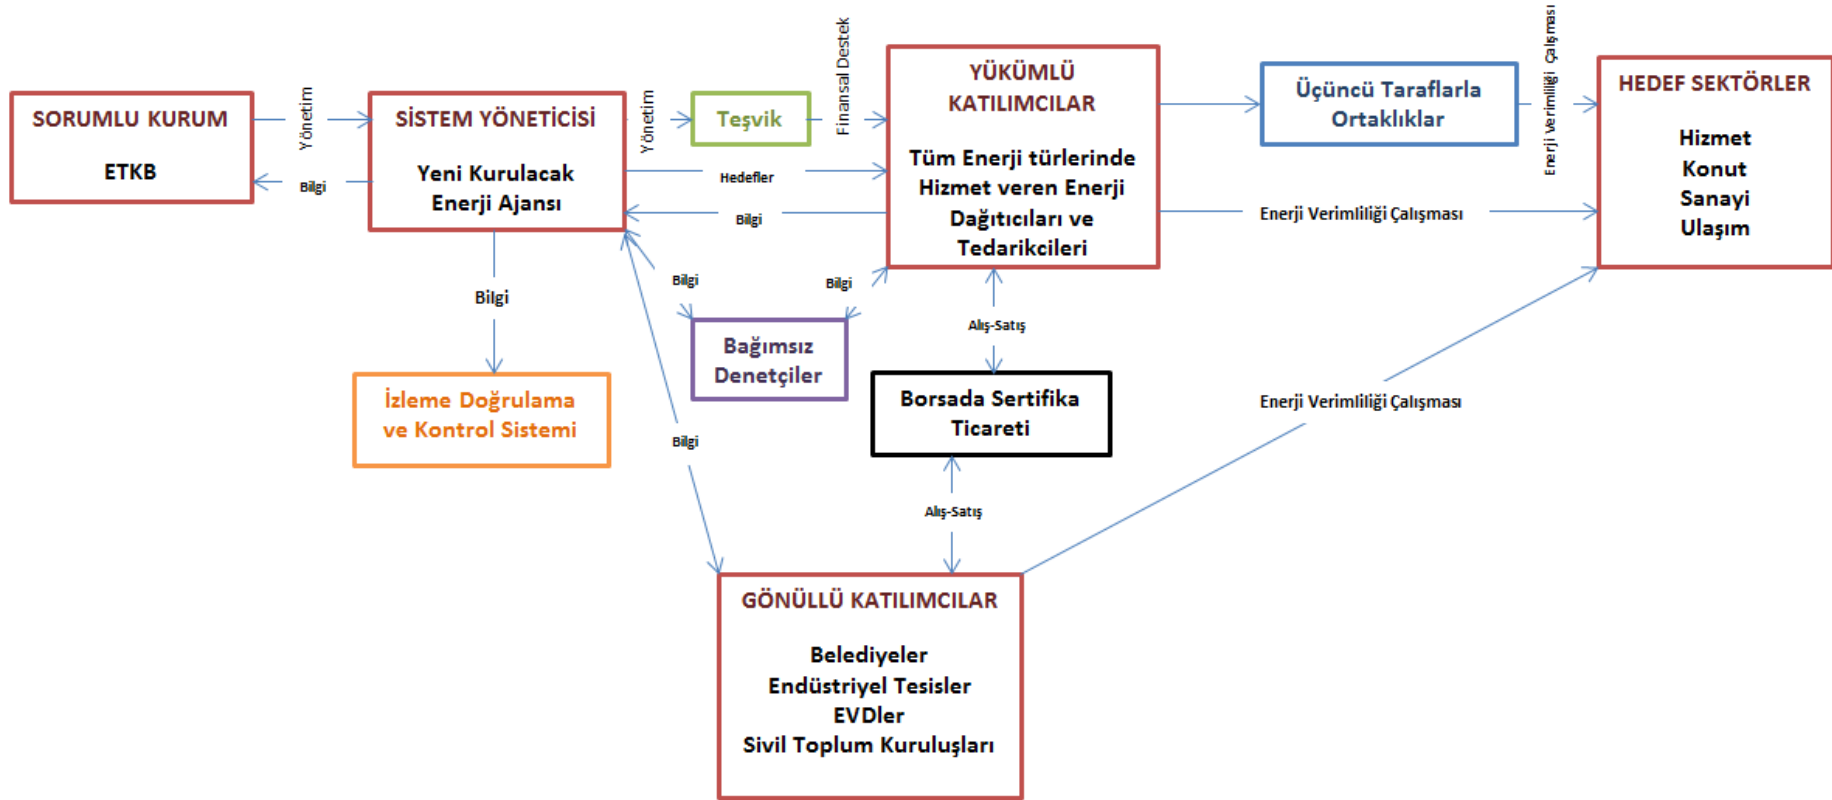 SORUMLU KURUM
ETKB
Yönetim
Bilgi
SİSTEM YÖNETİCİSİ
Yeni Kurulacak
Enerji Ajansı
Yönetim
Teşvik
Finansal Destek
Hedefler
Bilgi
YÜKÜMLÜ
KATILIMCILAR
Tüm Enerji türlerinde
Hizmet veren Enerji
Dağıtıcıları ve
Tedarikcileri
Üçüncü Taraflarla
Ortaklıklar
Enerji Verimliliği Çalışması
Enerji Verimliliği Çalışması
HEDEF SEKTÖRLER
Hizmet
Konut
Sanayi
Ulaşım
Bilgi
Bilgi
Bilgi
Bağımsız
Denetçiler
Alış-Satış
İzleme Doğrulama
ve Kontrol Sistemi
Borsada Sertifika
Ticareti
Enerji Verimliliği Çalışması
Bilgi
Alış-Satış
GÖNÜLLÜ KATILIMCILAR
Belediyeler
Endüstriyel Tesisler
EVDler
Sivil Toplum Kuruluşları